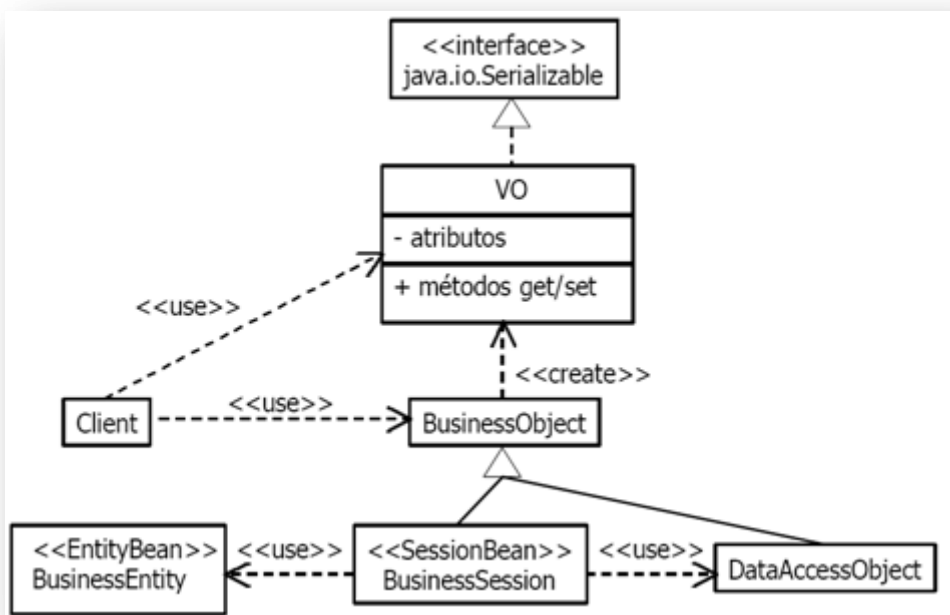 <<interface>>
java.io.Serializable
VO
- atributos
+ métodos get/set
<<use>>
<<create>>
Client
<<use>>
BusinessObject
<<EntityBean>>
BusinessEntity
<<use>>
<<SessionBean>>
BusinessSession
<<use>>
DataAccessObject